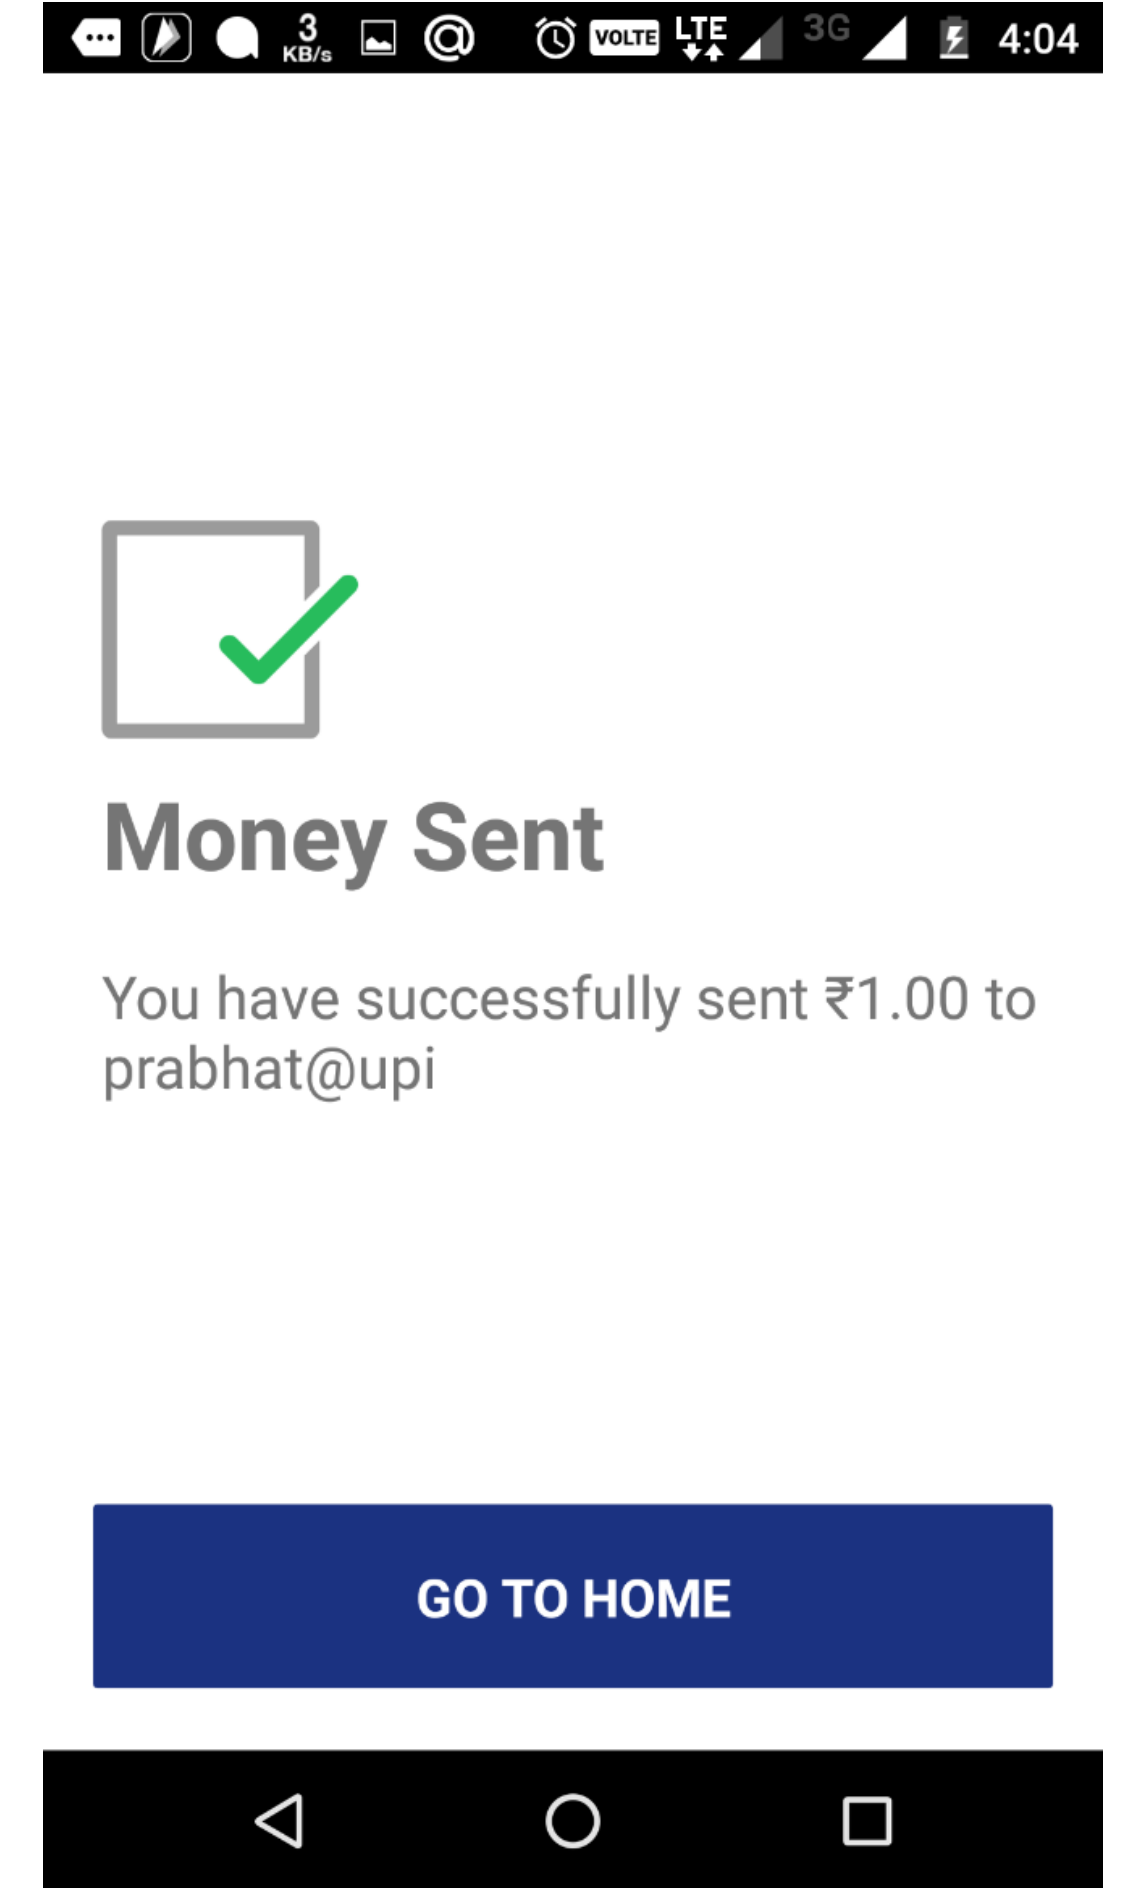 3 KB/s @ VOLTE LTE 3G 4:04
Money Sent
You have successfully sent ₹1.00 to
prabhat@upi
GO TO HOME